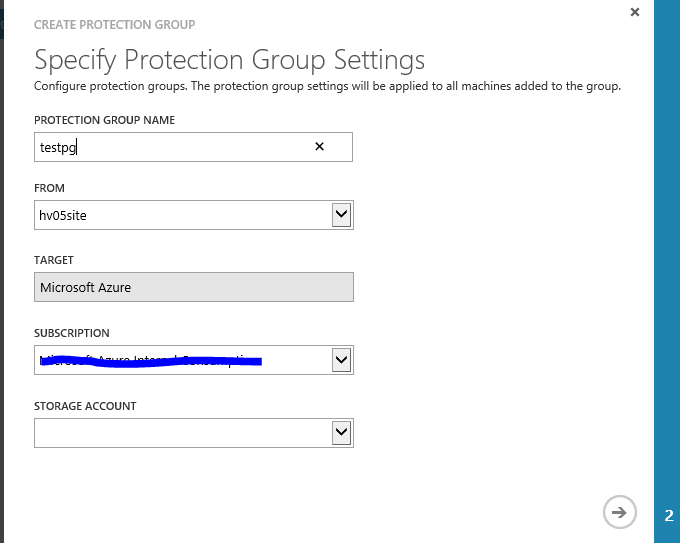 CREATE PROTECTION GROUP
Specify Protection Group Settings
Configure protection groups. The protection group settings will be applied to all machines added to the group.
PROTECTION GROUP NAME
testpg
FROM
hv05site
TARGET
Microsoft Azure
SUBSCRIPTION
STORAGE ACCOUNT
2